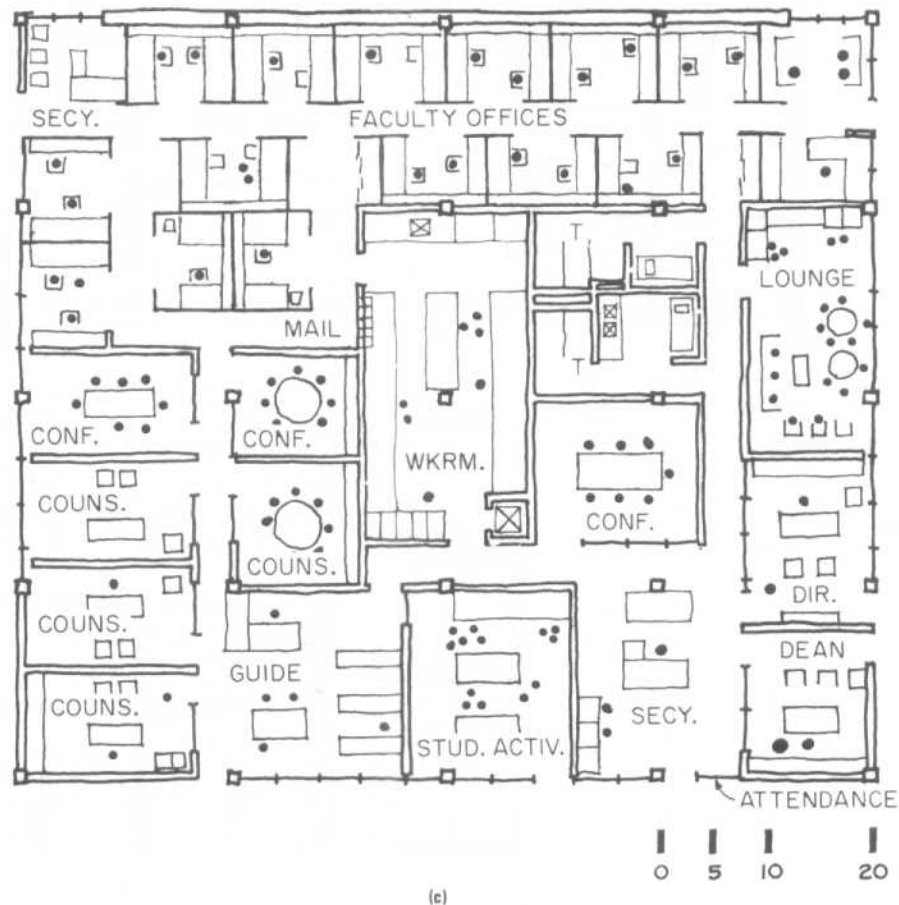 SECY.
FACULTY OFFICES
T
LOUNGE
MAIL
T
CONF.
CONF.
WKRM.
COUNS.
CONF.
COUNS.
COUNS.
DIR.
GUIDE
DEAN
COUNS.
SECY.
STUD. ACTIV.
ATTENDANCE
0 5 10 20
(c)